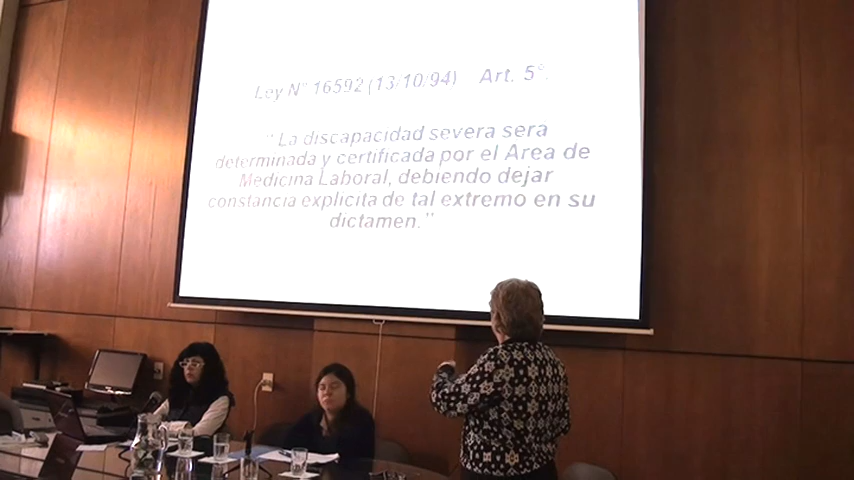 Ley N° 16592 (13/10/94) Art. 5°.
" La discapacidad severa sera
determinada y certificada por el Area de
Medicina Laboral, debiendo dejar
constancia explicita de tal extremo en su
dictamen."